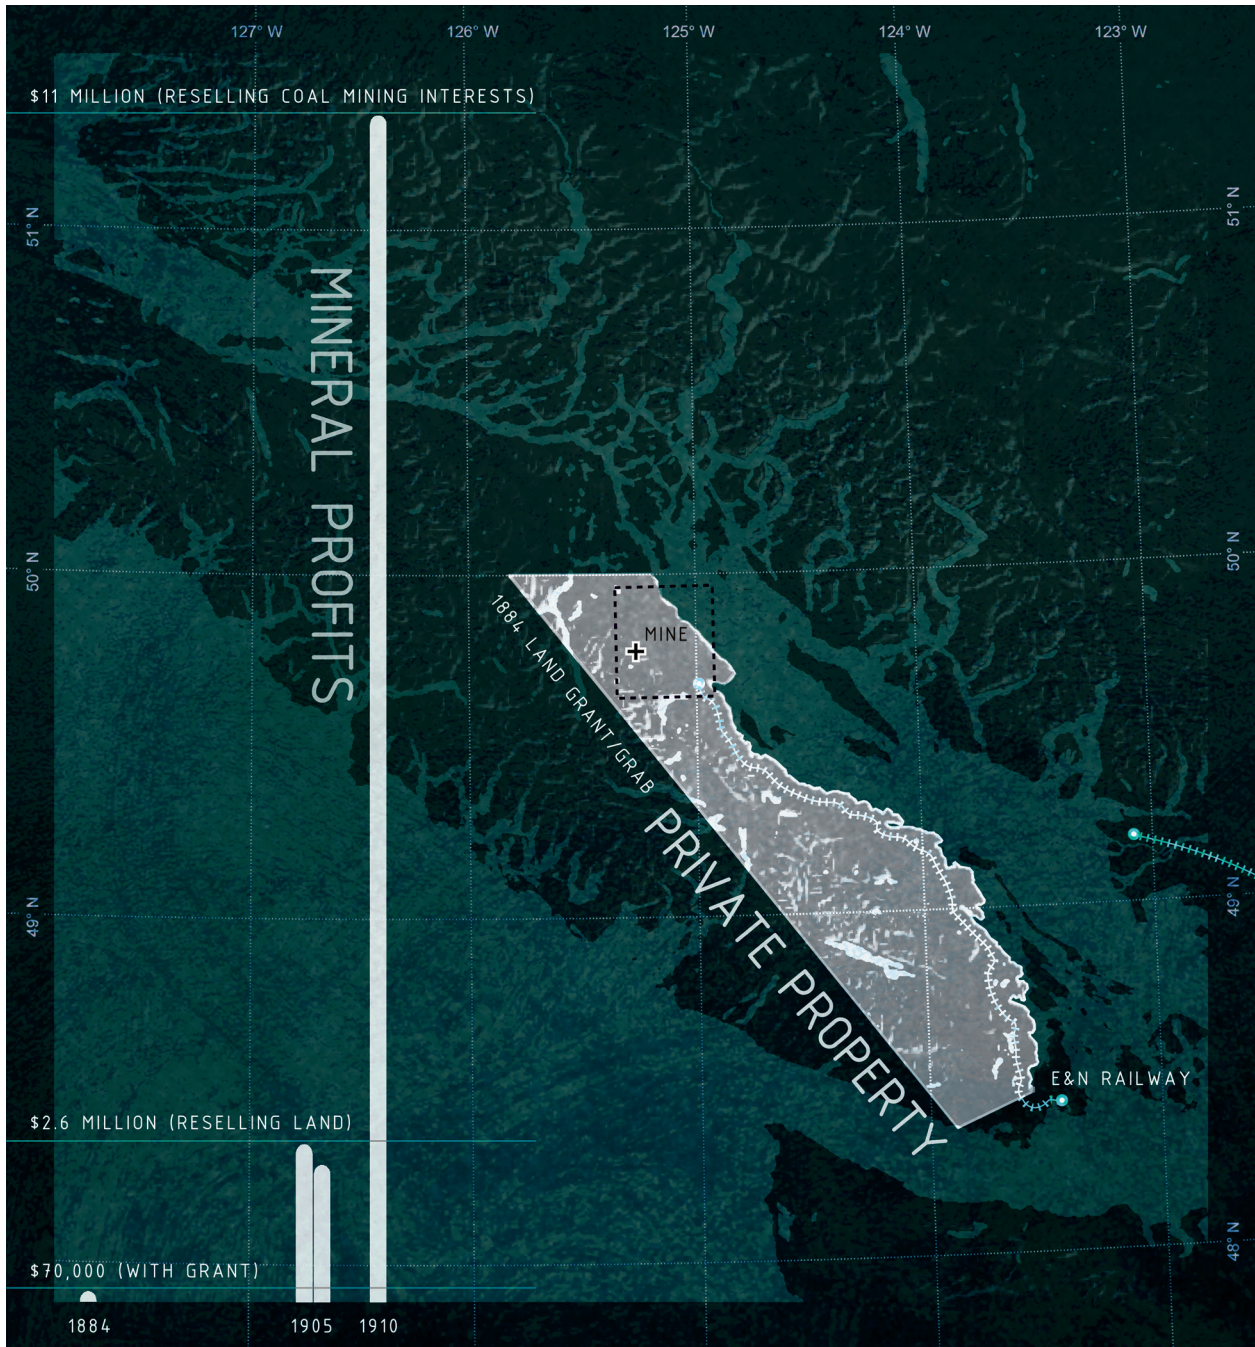 127° W
126° W
125° W
124° W
123° W
$11 MILLION (RESELLING COAL MINING INTERESTS)
51° N
51° N
MINERAL PROFITS
50° N
50° N
1884 LAND GRANT/GRAB
MINE
PRIVATE PROPERTY
49° N
49° N
E&N RAILWAY
$2.6 MILLION (RESELLING LAND)
48° N
$70,000 (WITH GRANT)
1884
1905
1910